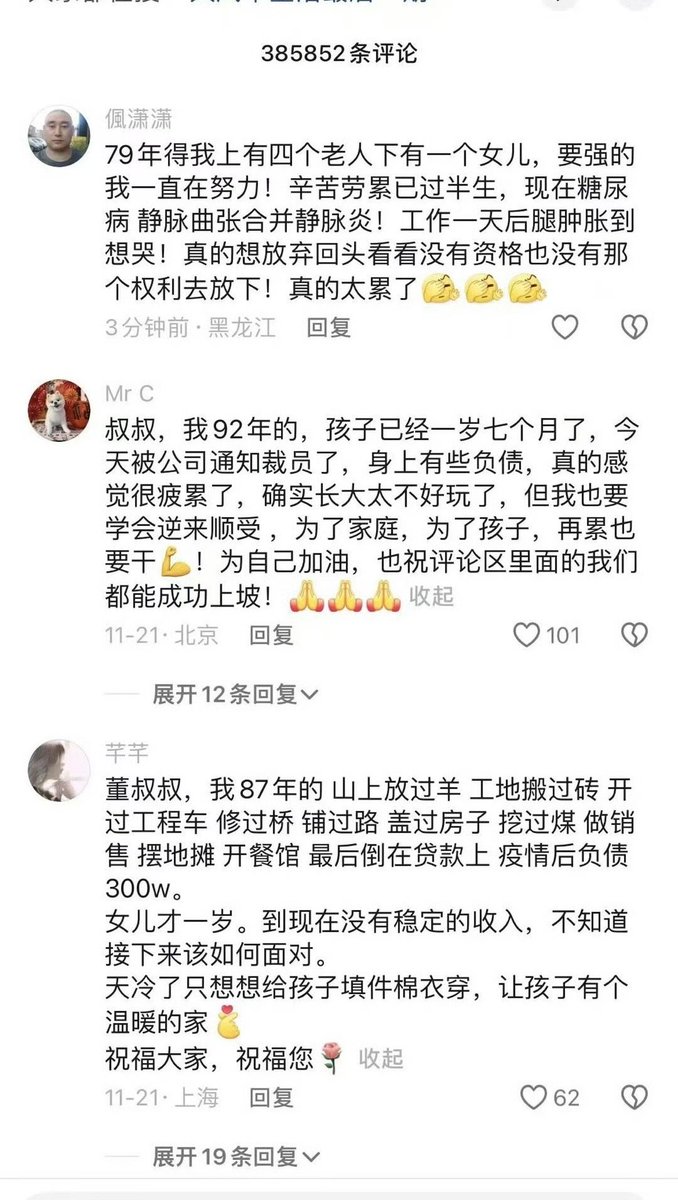 385852条评论
佩潇潇
79年得我上有四个老人下有一个女儿，要强的
我一直在努力！辛苦劳累已过半生，现在糖尿
病 静脉曲张合并静脉炎！工作一天后腿肿胀到
想哭！真的想放弃回头看看没有资格也没有那
个权利去放下！真的太累了🤦🤦🤦
3分钟前·黑龙江 回复
Mr C
叔叔，我92年的，孩子已经一岁七个月了，今
天被公司通知裁员了，身上有些负债，真的感
觉很疲累了，确实长大太不好玩了，但我也要
学会逆来顺受 ，为了家庭，为了孩子，再累也
要干💪！为自己加油，也祝评论区里面的我们
都能成功上坡！🙏🙏🙏 收起
11-21·北京 回复 101
展开12条回复
芊芊
董叔叔，我87年的 山上放过羊 工地搬过砖 开
过工程车 修过桥 铺过路 盖过房子 挖过煤 做销
售 摆地摊 开餐馆 最后倒在贷款上 疫情后负债
300w。
女儿才一岁。到现在没有稳定的收入，不知道
接下来该如何面对。
天冷了只想想给孩子填件棉衣穿，让孩子有个
温暖的家🫰
祝福大家，祝福您🌹 收起
11-21·上海 回复 62
展开19条回复